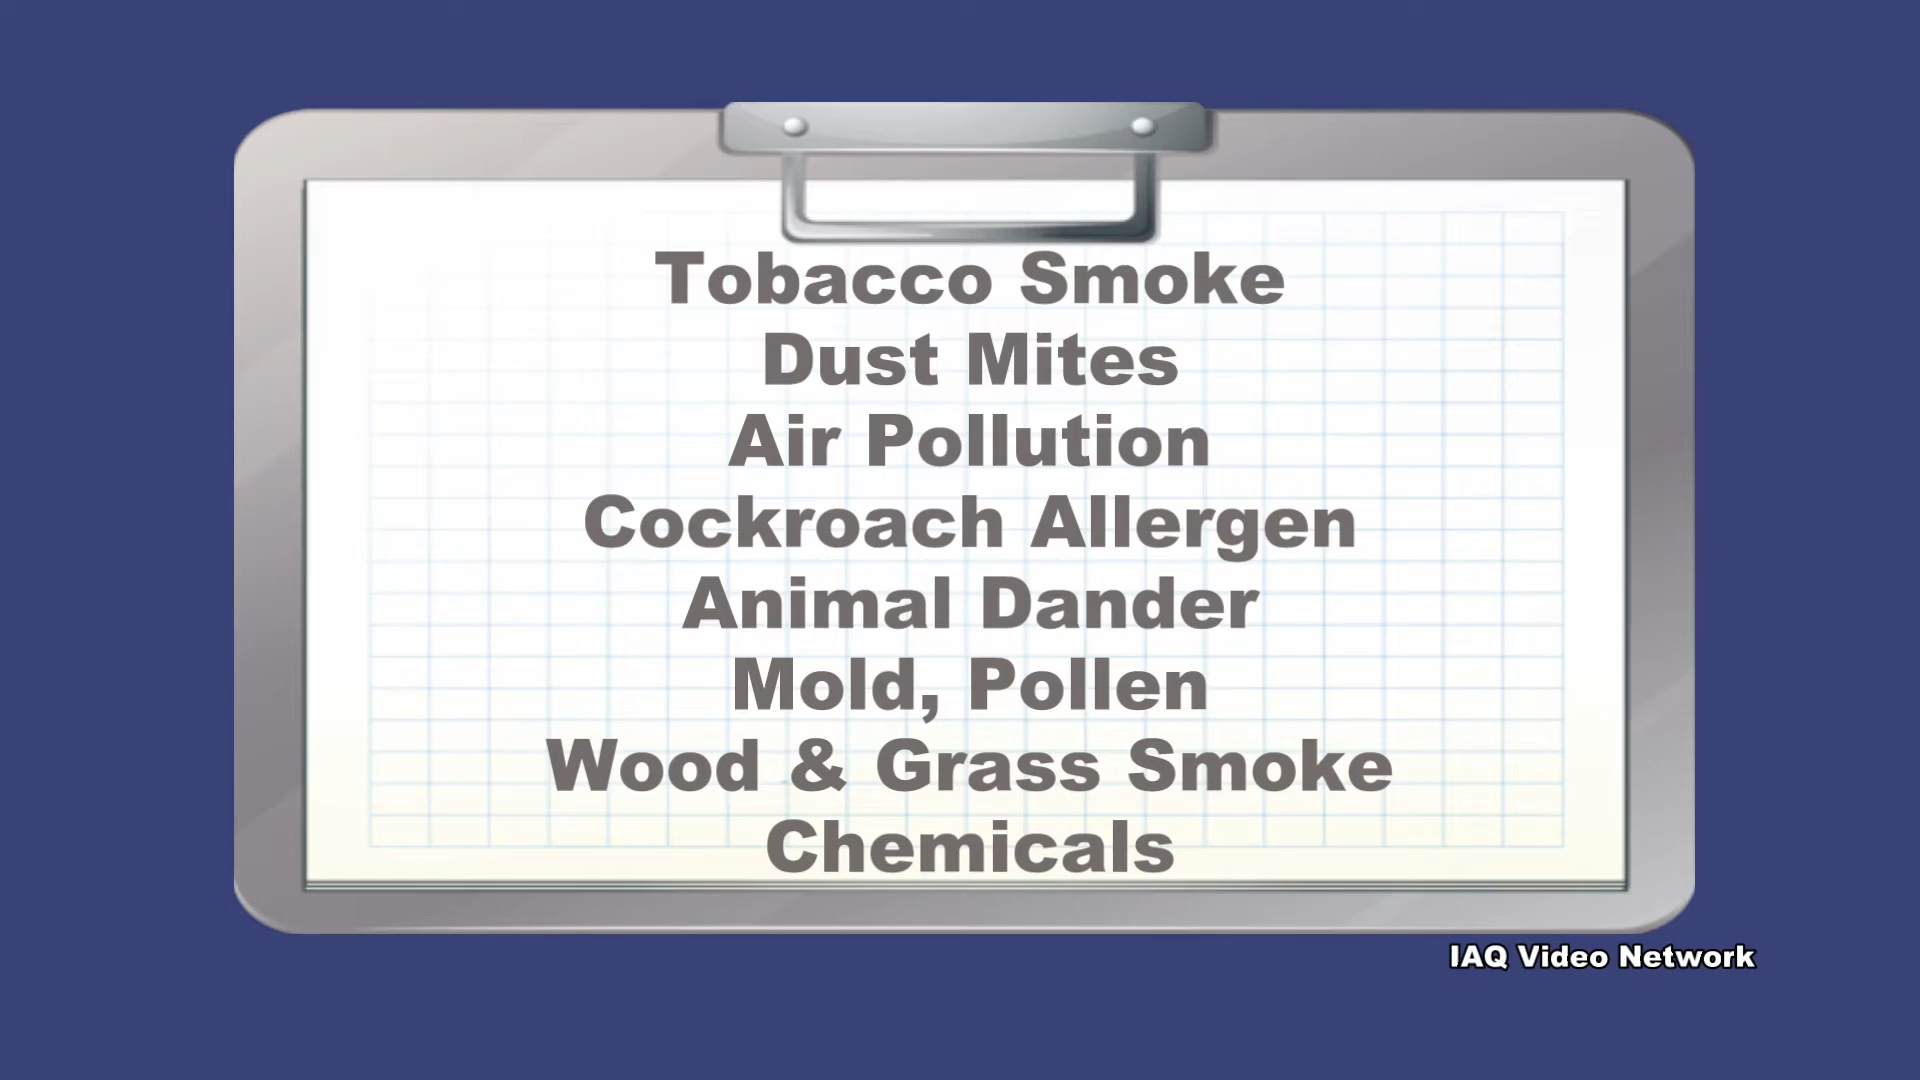 Tobacco Smoke
Dust Mites
Air Pollution
Cockroach Allergen
Animal Dander
Mold, Pollen
Wood & Grass Smoke
Chemicals
IAQ Video Network